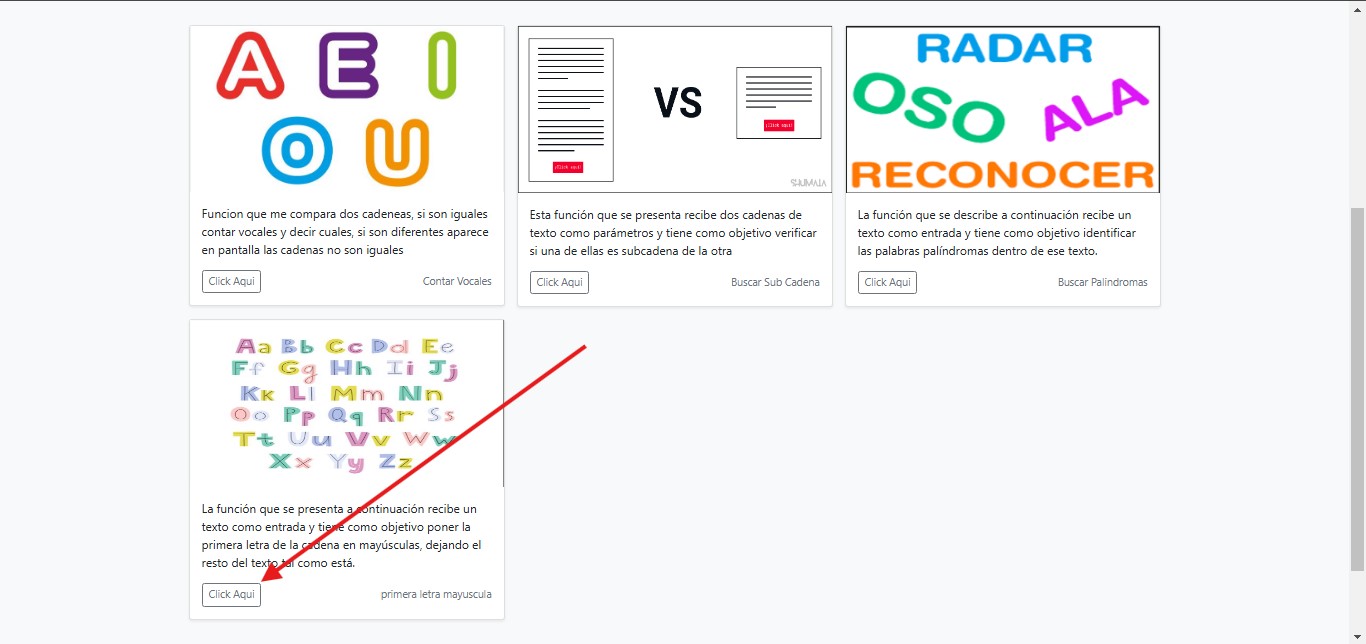 A E I
O U
Funcion que me compara dos cadeneas, si son iguales
contar vocales y decir cuales, si son diferentes aparece
en pantalla las cadenas no son iguales
Click Aqui
Contar Vocales
VS
¡Click aquí!
¡Click aquí!
SHUMAIA
Esta función que se presenta recibe dos cadenas de
texto como parámetros y tiene como objetivo verificar
si una de ellas es subcadena de la otra
Click Aqui
Buscar Sub Cadena
RADAR
OSO
ALA
RECONOCER
La función que se describe a continuación recibe un
texto como entrada y tiene como objetivo identificar
las palabras palíndromas dentro de ese texto.
Click Aqui
Buscar Palindromas
Aa Bb Cc Dd Ee
Ff Gg Hh Ii Jj
Kk Ll Mm Nn
Oo Pp Qq Rr Ss
Tt Uu Vv Ww
Xx Yy Zz
La función que se presenta a continuación recibe un
texto como entrada y tiene como objetivo poner la
primera letra de la cadena en mayúsculas, dejando el
resto del texto tal como está.
Click Aqui
primera letra mayuscula